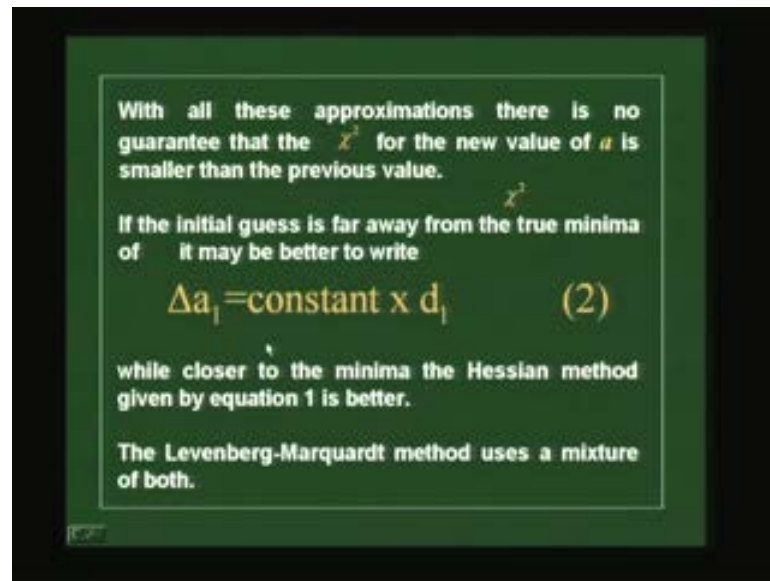 With all these approximations there is no
guarantee that the χ² for the new value of a is
smaller than the previous value.
χ²
If the initial guess is far away from the true minima
of it may be better to write
Δa₁=constant x d₁ (2)
while closer to the minima the Hessian method
given by equation 1 is better.
The Levenberg-Marquardt method uses a mixture
of both.